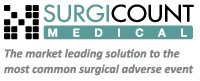 SURGICOUNT
MEDICAL
The market leading solution to the
most common surgical adverse event